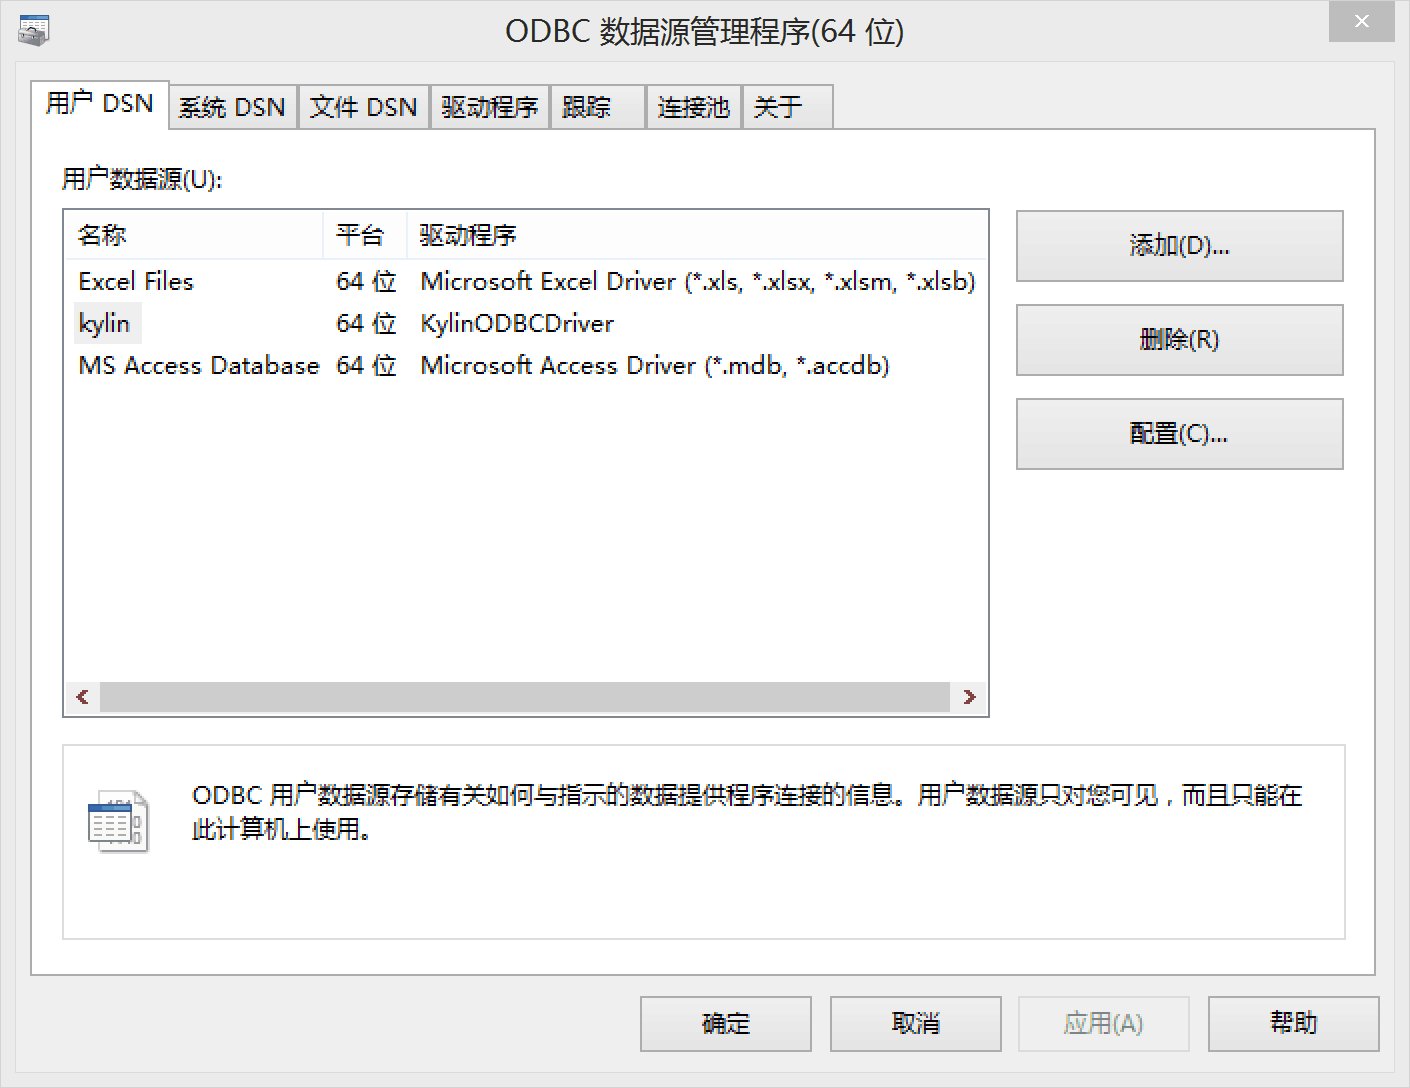 ODBC 数据源管理程序(64 位)
用户 DSN 系统 DSN 文件 DSN 驱动程序 跟踪 连接池 关于
用户数据源(U):
名称 平台 驱动程序
Excel Files 64 位 Microsoft Excel Driver (*.xls, *.xlsx, *.xlsm, *.xlsb)
kylin 64 位 KylinODBCDriver
MS Access Database 64 位 Microsoft Access Driver (*.mdb, *.accdb)
添加(D)...
删除(R)
配置(C)...
ODBC 用户数据源存储有关如何与指示的数据提供程序连接的信息。用户数据源只对您可见，而且只能在
此计算机上使用。
确定 取消 应用(A) 帮助